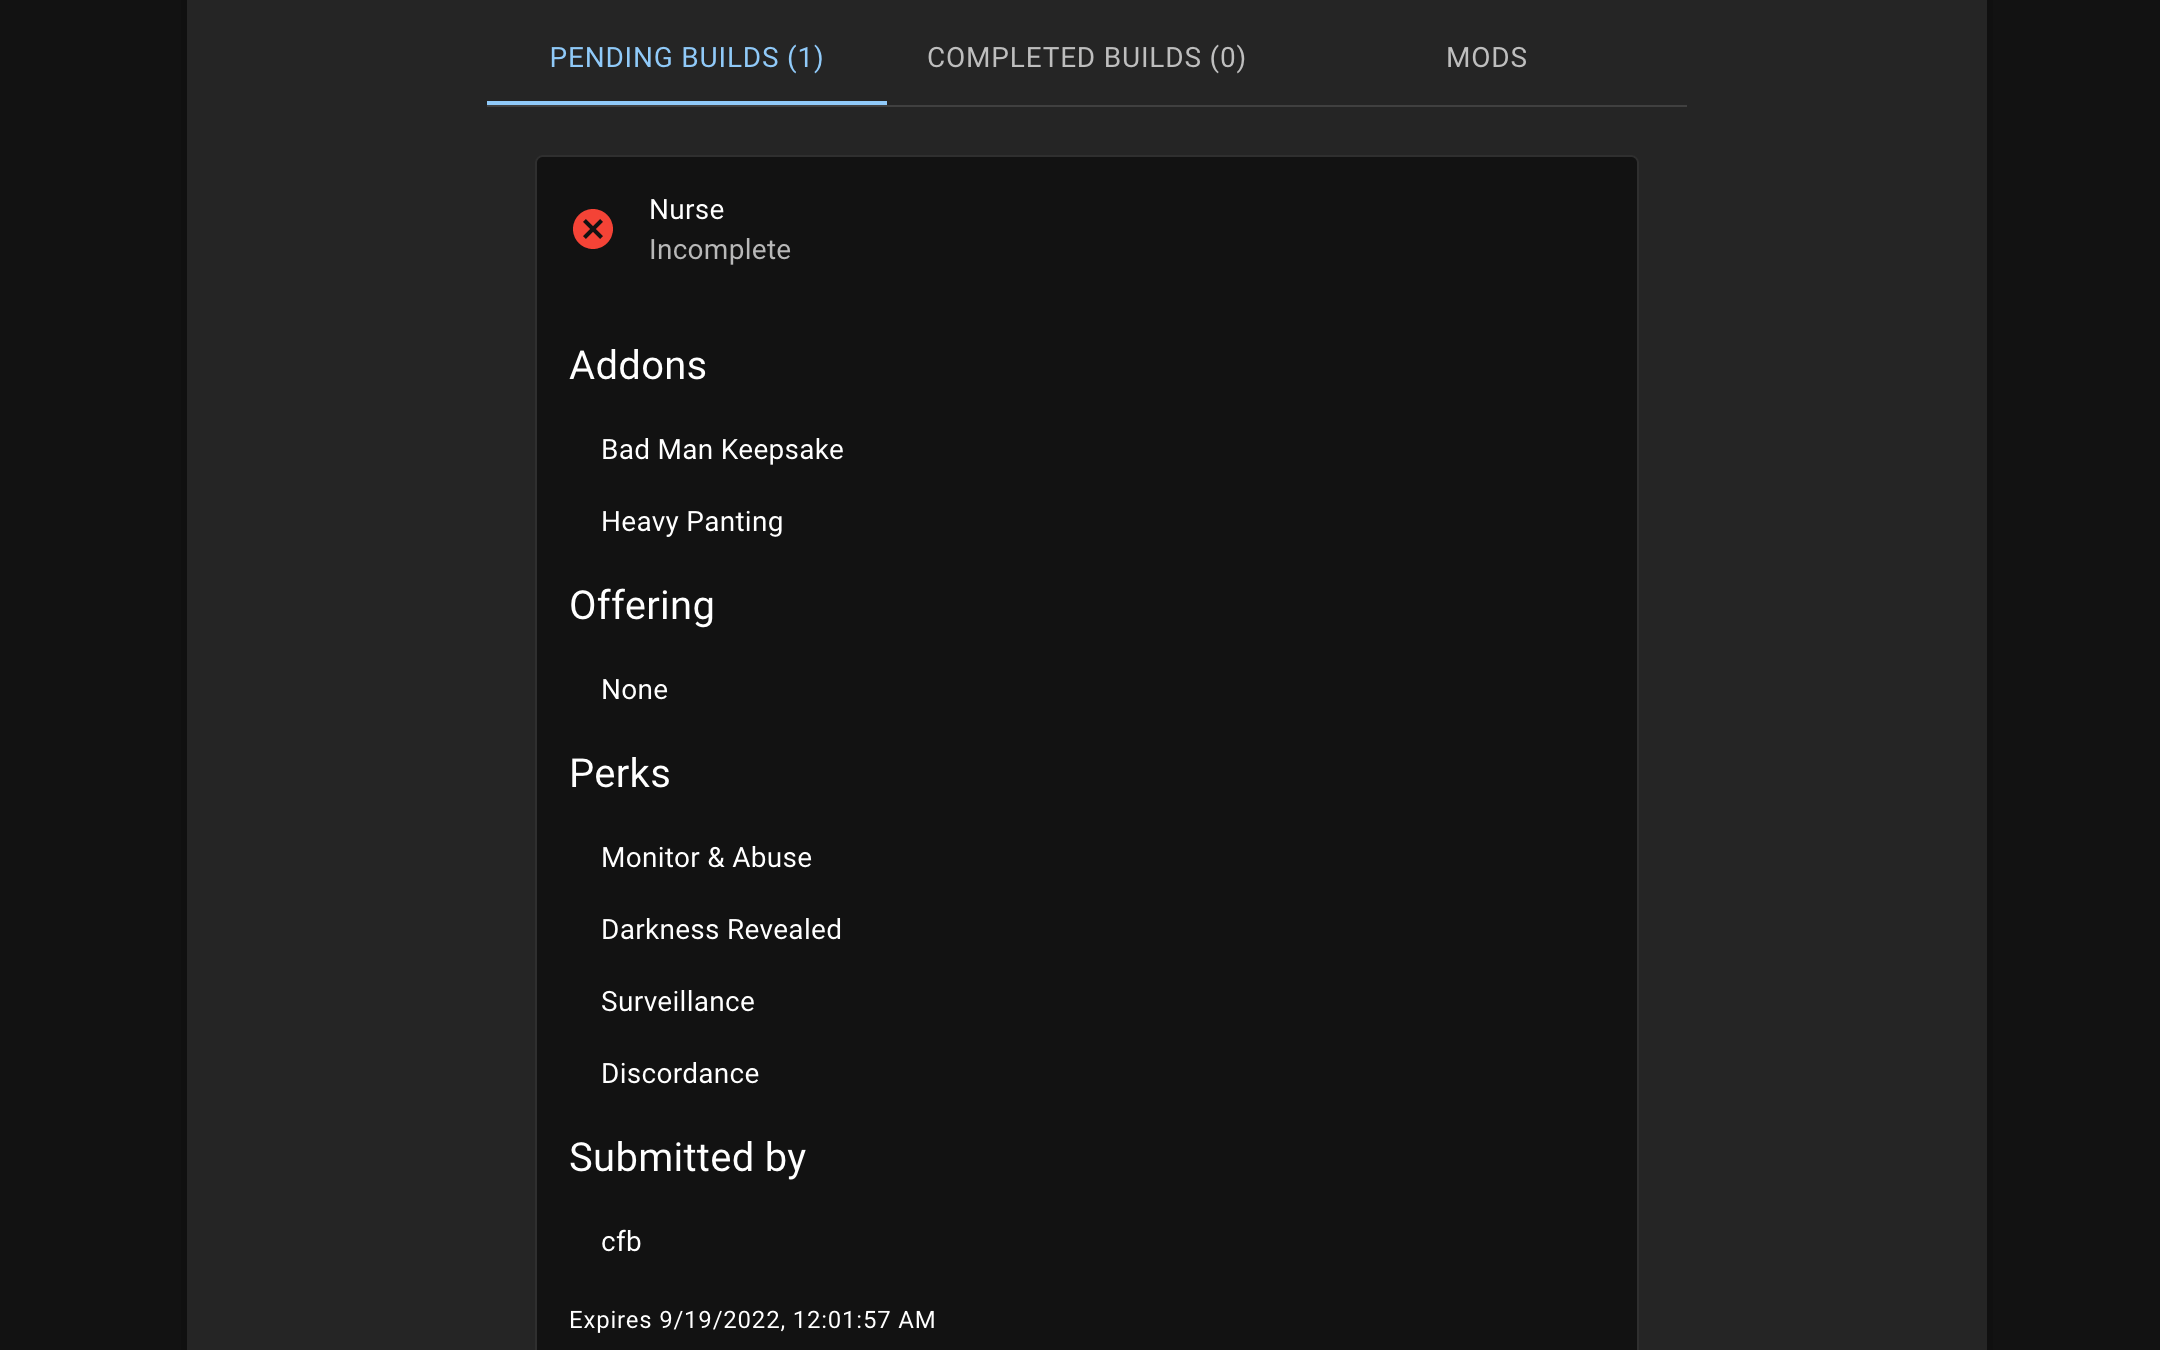 PENDING BUILDS (1) COMPLETED BUILDS (0) MODS
Nurse
Incomplete
Addons
Bad Man Keepsake
Heavy Panting
Offering
None
Perks
Monitor & Abuse
Darkness Revealed
Surveillance
Discordance
Submitted by
cfb
Expires 9/19/2022, 12:01:57 AM